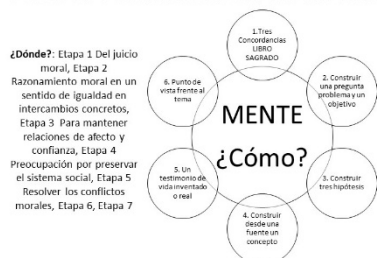 ¿Dónde?: Etapa 1 Del juicio
moral, Etapa 2
Razonamiento moral en un
sentido de igualdad en
intercambios concretos,
Etapa 3 Para mantener
relaciones de afecto y
confianza, Etapa 4
Preocupación por preservar
el sistema social, Etapa 5
Resolver los conflictos
morales, Etapa 6, Etapa 7
MENTE
¿Cómo?
1.Tres
Concordancias
LIBRO
SAGRADO
2. Construir
una pregunta
problema y un
objetivo
3. Construir
tres hipótesis
4. Construir
desde una
fuente un
concepto
5. Un
testimonio de
vida inventado
o real
6. Punto de
vista frente al
tema